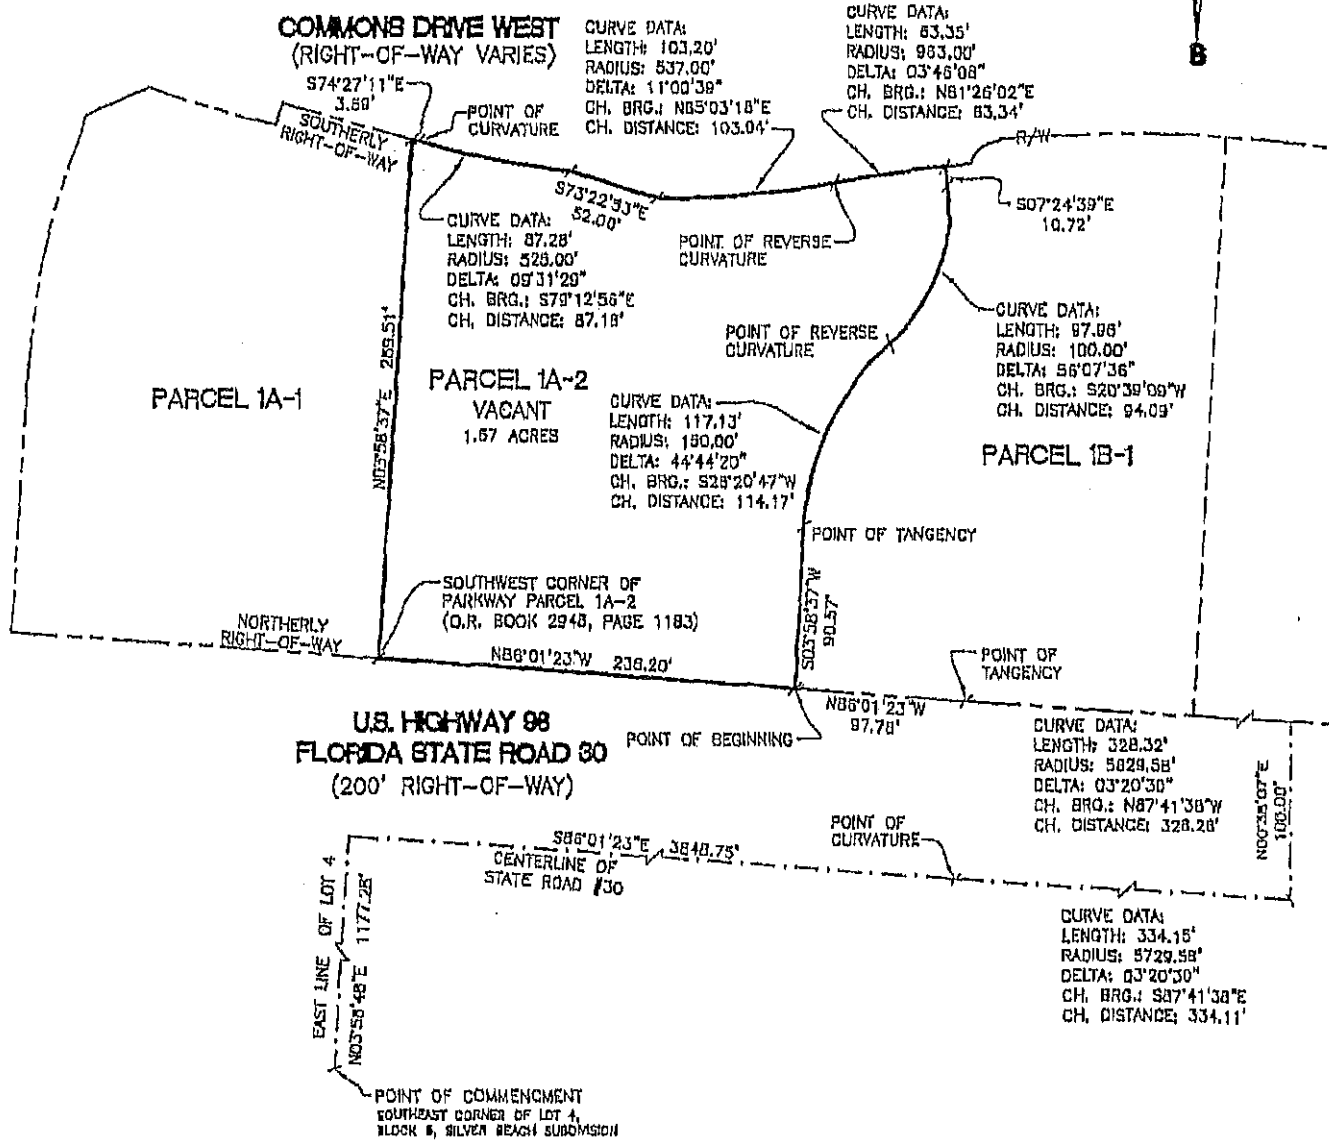 COMMONS DRIVE WEST
(RIGHT-OF-WAY VARIES)
S74°27'11"E
3.89'
SOUTHERLY
RIGHT-OF-WAY
POINT OF
CURVATURE
CURVE DATA:
LENGTH: 103.20'
RADIUS: 537.00'
DELTA: 11°00'39"
CH. BRG.: N85°03'18"E
CH. DISTANCE: 103.04'
CURVE DATA:
LENGTH: 63.35'
RADIUS: 963.00'
DELTA: 03°46'08"
CH. BRG.: N81°26'02"E
CH. DISTANCE: 63.34'
B
R/W
S73°22'53"E
52.00'
S07°24'39"E
10.72'
CURVE DATA:
LENGTH: 87.28'
RADIUS: 525.00'
DELTA: 09°31'29"
CH. BRG.: S79°12'56"E
CH. DISTANCE: 87.18'
POINT OF REVERSE
CURVATURE
POINT OF REVERSE
CURVATURE
CURVE DATA:
LENGTH: 97.96'
RADIUS: 100.00'
DELTA: 56°07'36"
CH. BRG.: S20°39'09"W
CH. DISTANCE: 94.09'
N03°58'37"E
PARCEL 1A-1
PARCEL 1A-2
VACANT
1.67 ACRES
CURVE DATA:
LENGTH: 117.13'
RADIUS: 150.00'
DELTA: 44°44'20"
CH. BRG.: S26°20'47"W
CH. DISTANCE: 114.17'
PARCEL 1B-1
POINT OF TANGENCY
SOUTHWEST CORNER OF
PARKWAY PARCEL 1A-2
(O.R. BOOK 2948, PAGE 1183)
S03°58'37"W
90.57'
NORTHERLY
RIGHT-OF-WAY
N86°01'23"W 236.20'
POINT OF
TANGENCY
N86°01'23"W
97.78'
U.S. HIGHWAY 98
FLORIDA STATE ROAD 30
(200' RIGHT-OF-WAY)
POINT OF BEGINNING
CURVE DATA:
LENGTH: 328.32'
RADIUS: 5629.58'
DELTA: 03°20'30"
CH. BRG.: N87°41'38"W
CH. DISTANCE: 328.28'
100.00'
S86°01'23"E 3848.75'
CENTERLINE OF
STATE ROAD #30
POINT OF
CURVATURE
EAST LINE OF LOT 4
N03°58'48"E 1177.28'
CURVE DATA:
LENGTH: 334.15'
RADIUS: 5729.58'
DELTA: 03°20'30"
CH. BRG.: S87°41'38"E
CH. DISTANCE: 334.11'
POINT OF COMMENCMENT
SOUTHEAST CORNER OF LOT 4,
SILVER BEACH SUBDIVISION